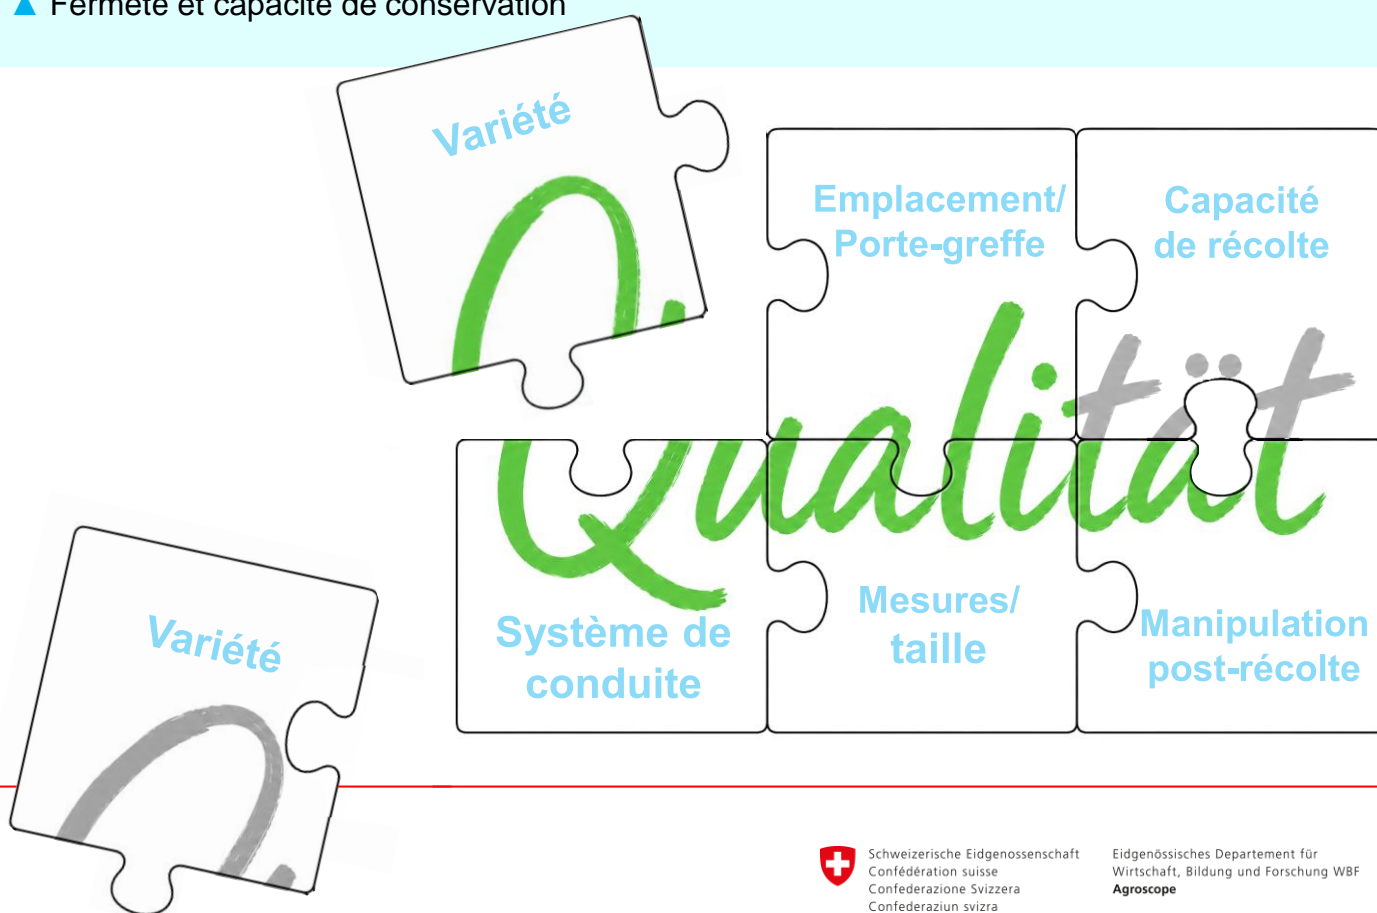 ▲ Fermeté et capacité de conservation
Variété
Emplacement/
Porte-greffe
Capacité
de récolte
Qualität
Système de
conduite
Mesures/
taille
Manipulation
post-récolte
Variété
Schweizerische Eidgenossenschaft
Confédération suisse
Confederazione Svizzera
Confederaziun svizra
Eidgenössisches Departement für
Wirtschaft, Bildung und Forschung WBF
Agroscope